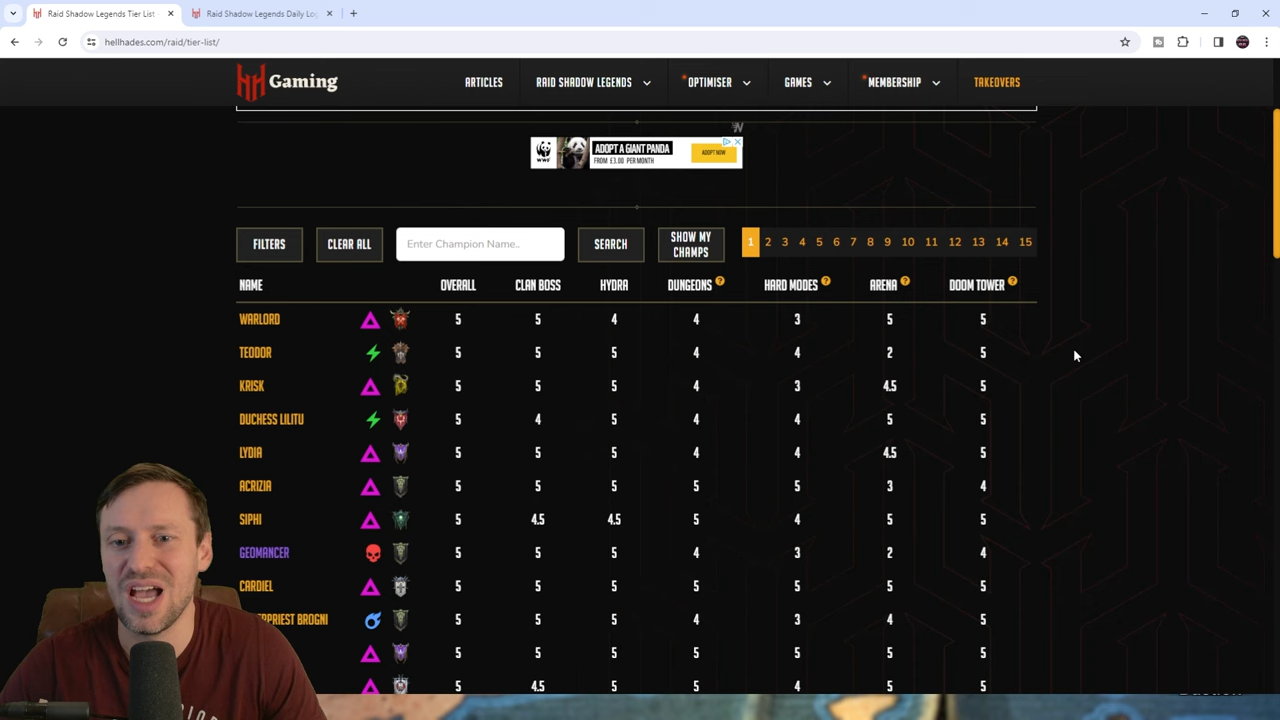 Raid Shadow Legends Tier List
Raid Shadow Legends Daily Log
hellhades.com/raid/tier-list/
Gaming
ARTICLES
RAID SHADOW LEGENDS
OPTIMISER
GAMES
MEMBERSHIP
TAKEOVERS
WWF
ADOPT A GIANT PANDA
FROM £3.00 PER MONTH
ADOPT NOW
FILTERS
CLEAR ALL
Enter Champion Name..
SEARCH
SHOW MY
CHAMPS
1 2 3 4 5 6 7 8 9 10 11 12 13 14 15
NAME OVERALL CLAN BOSS HYDRA DUNGEONS ? HARD MODES ? ARENA ? DOOM TOWER ?
WARLORD 5 5 4 4 3 5 5
TEODOR 5 5 5 4 4 2 5
KRISK 5 5 5 4 3 4.5 5
DUCHESS LILITU 5 4 5 4 4 5 5
LYDIA 5 5 5 4 4 4.5 5
ACRIZIA 5 5 5 5 5 3 4
SIPHI 5 4.5 4.5 5 4 5 5
GEOMANCER 5 5 5 4 3 2 4
CARDIEL 5 5 5 5 5 5 5
BROGNI 5 5 5 4 3 4 5
5 5 5 5 5 5 5
5 4.5 5 5 4 5 5